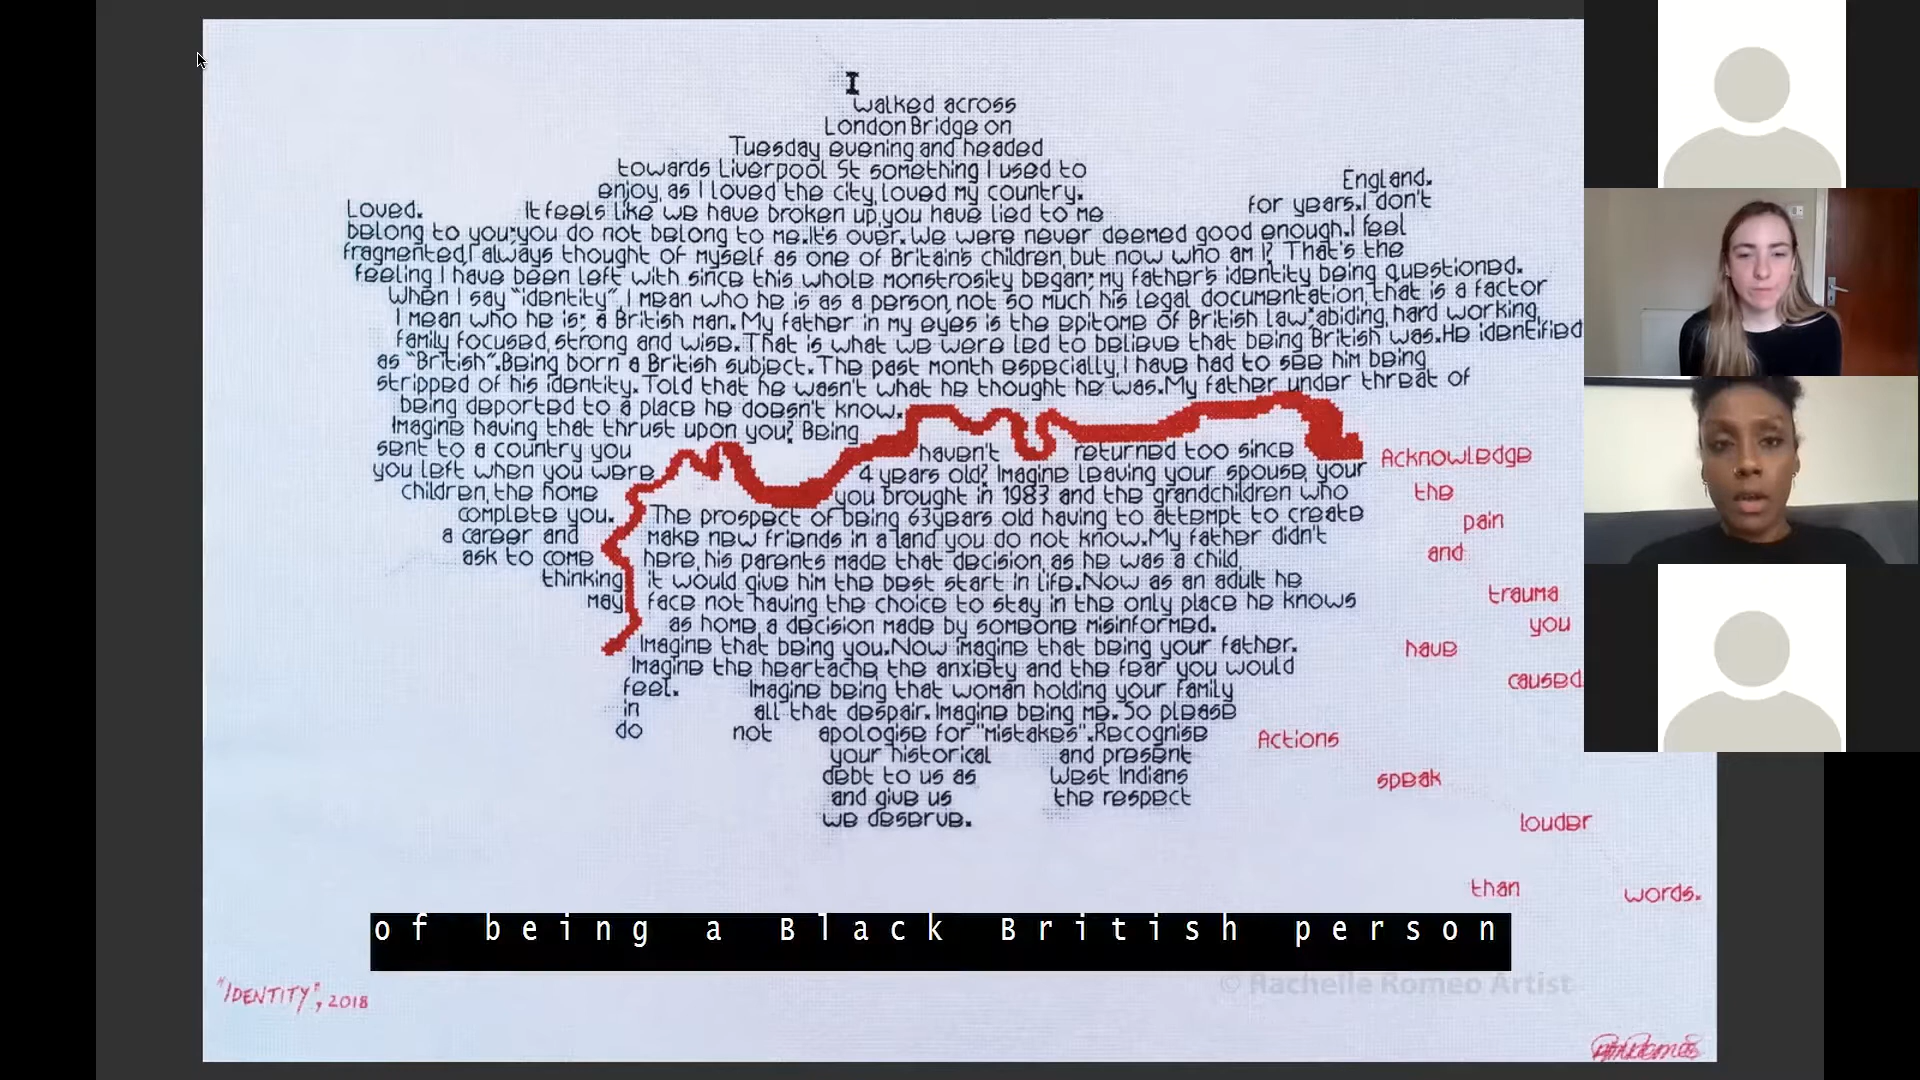 I
walked across
London Bridge on
Tuesday evening and headed
towards Liverpool St something I used to
enjoy, as I loved the city, loved my country. England.
Loved. It feels like we have broken up, you have lied to me for years. I don't
belong to you; you do not belong to me. It's over. We were never deemed good enough. I feel
fragmented, I always thought of myself as one of Britain's children, but now who am I? That's the
feeling I have been left with since this whole monstrosity began; my father's identity being questioned.
When I say "identity", I mean who he is as a person, not so much his legal documentation, that is a factor
I mean who he is; a British man. My father in my eyes is the epitome of British law-abiding, hard working,
family focused, strong and wise. That is what we were led to believe that being British was. He identified
as "British". Being born a British subject. The past month especially, I have had to see him being
stripped of his identity. Told that he wasn't what he thought he was. My father under threat of
being deported to a place he doesn't know.
Imagine having that thrust upon you? Being
sent to a country you haven't returned too since
you left when you were 4 years old? Imagine leaving your spouse, your
children, the home you brought in 1983 and the grandchildren who
complete you. The prospect of being 63 years old having to attempt to create
a career and make new friends in a land you do not know. My father didn't
ask to come here, his parents made that decision, as he was a child,
thinking it would give him the best start in life. Now as an adult he
may face not having the choice to stay in the only place he knows
as home a decision made by someone misinformed.
Imagine that being you. Now imagine that being your father.
Imagine the heartache, the anxiety and the fear you would
feel. Imagine being that woman holding your family
in all that despair. Imagine being me. So please
do not apologise for "mistakes". Recognise
your historical and present
debt to us as West Indians
and give us the respect
we deserve.
Acknowledge
the
pain
and
trauma
you
have
caused.
Actions
speak
louder
than words.
of being a Black British person
© Rachelle Romeo Artist
"IDENTITY", 2018